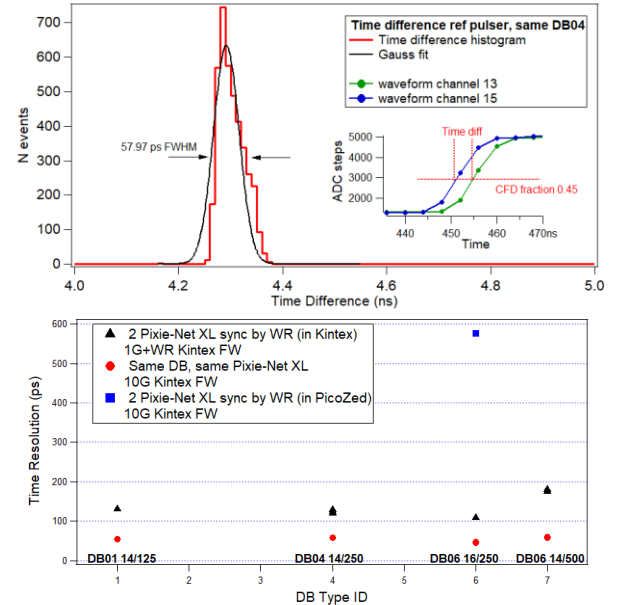 Time difference ref pulser, same DB04
Time difference histogram
Gauss fit
waveform channel 13
waveform channel 15
700
600
500
400
300
200
100
0
N events
57.97 ps FWHM
5000
4000
3000
2000
ADC steps
Time diff
CFD fraction 0.45
440 450 460 470ns
Time
4.0 4.2 4.4 4.6 4.8 5.0
Time Difference (ns)
600
500
400
300
200
100
0
Time Resolution (ps)
2 Pixie-Net XL sync by WR (in Kintex)
1G+WR Kintex FW
Same DB, same Pixie-Net XL
10G Kintex FW
2 Pixie-Net XL sync by WR (in PicoZed)
10G Kintex FW
DB01 14/125 DB04 14/250 DB06 16/250 DB06 14/500
1 2 3 4 5 6 7
DB Type ID